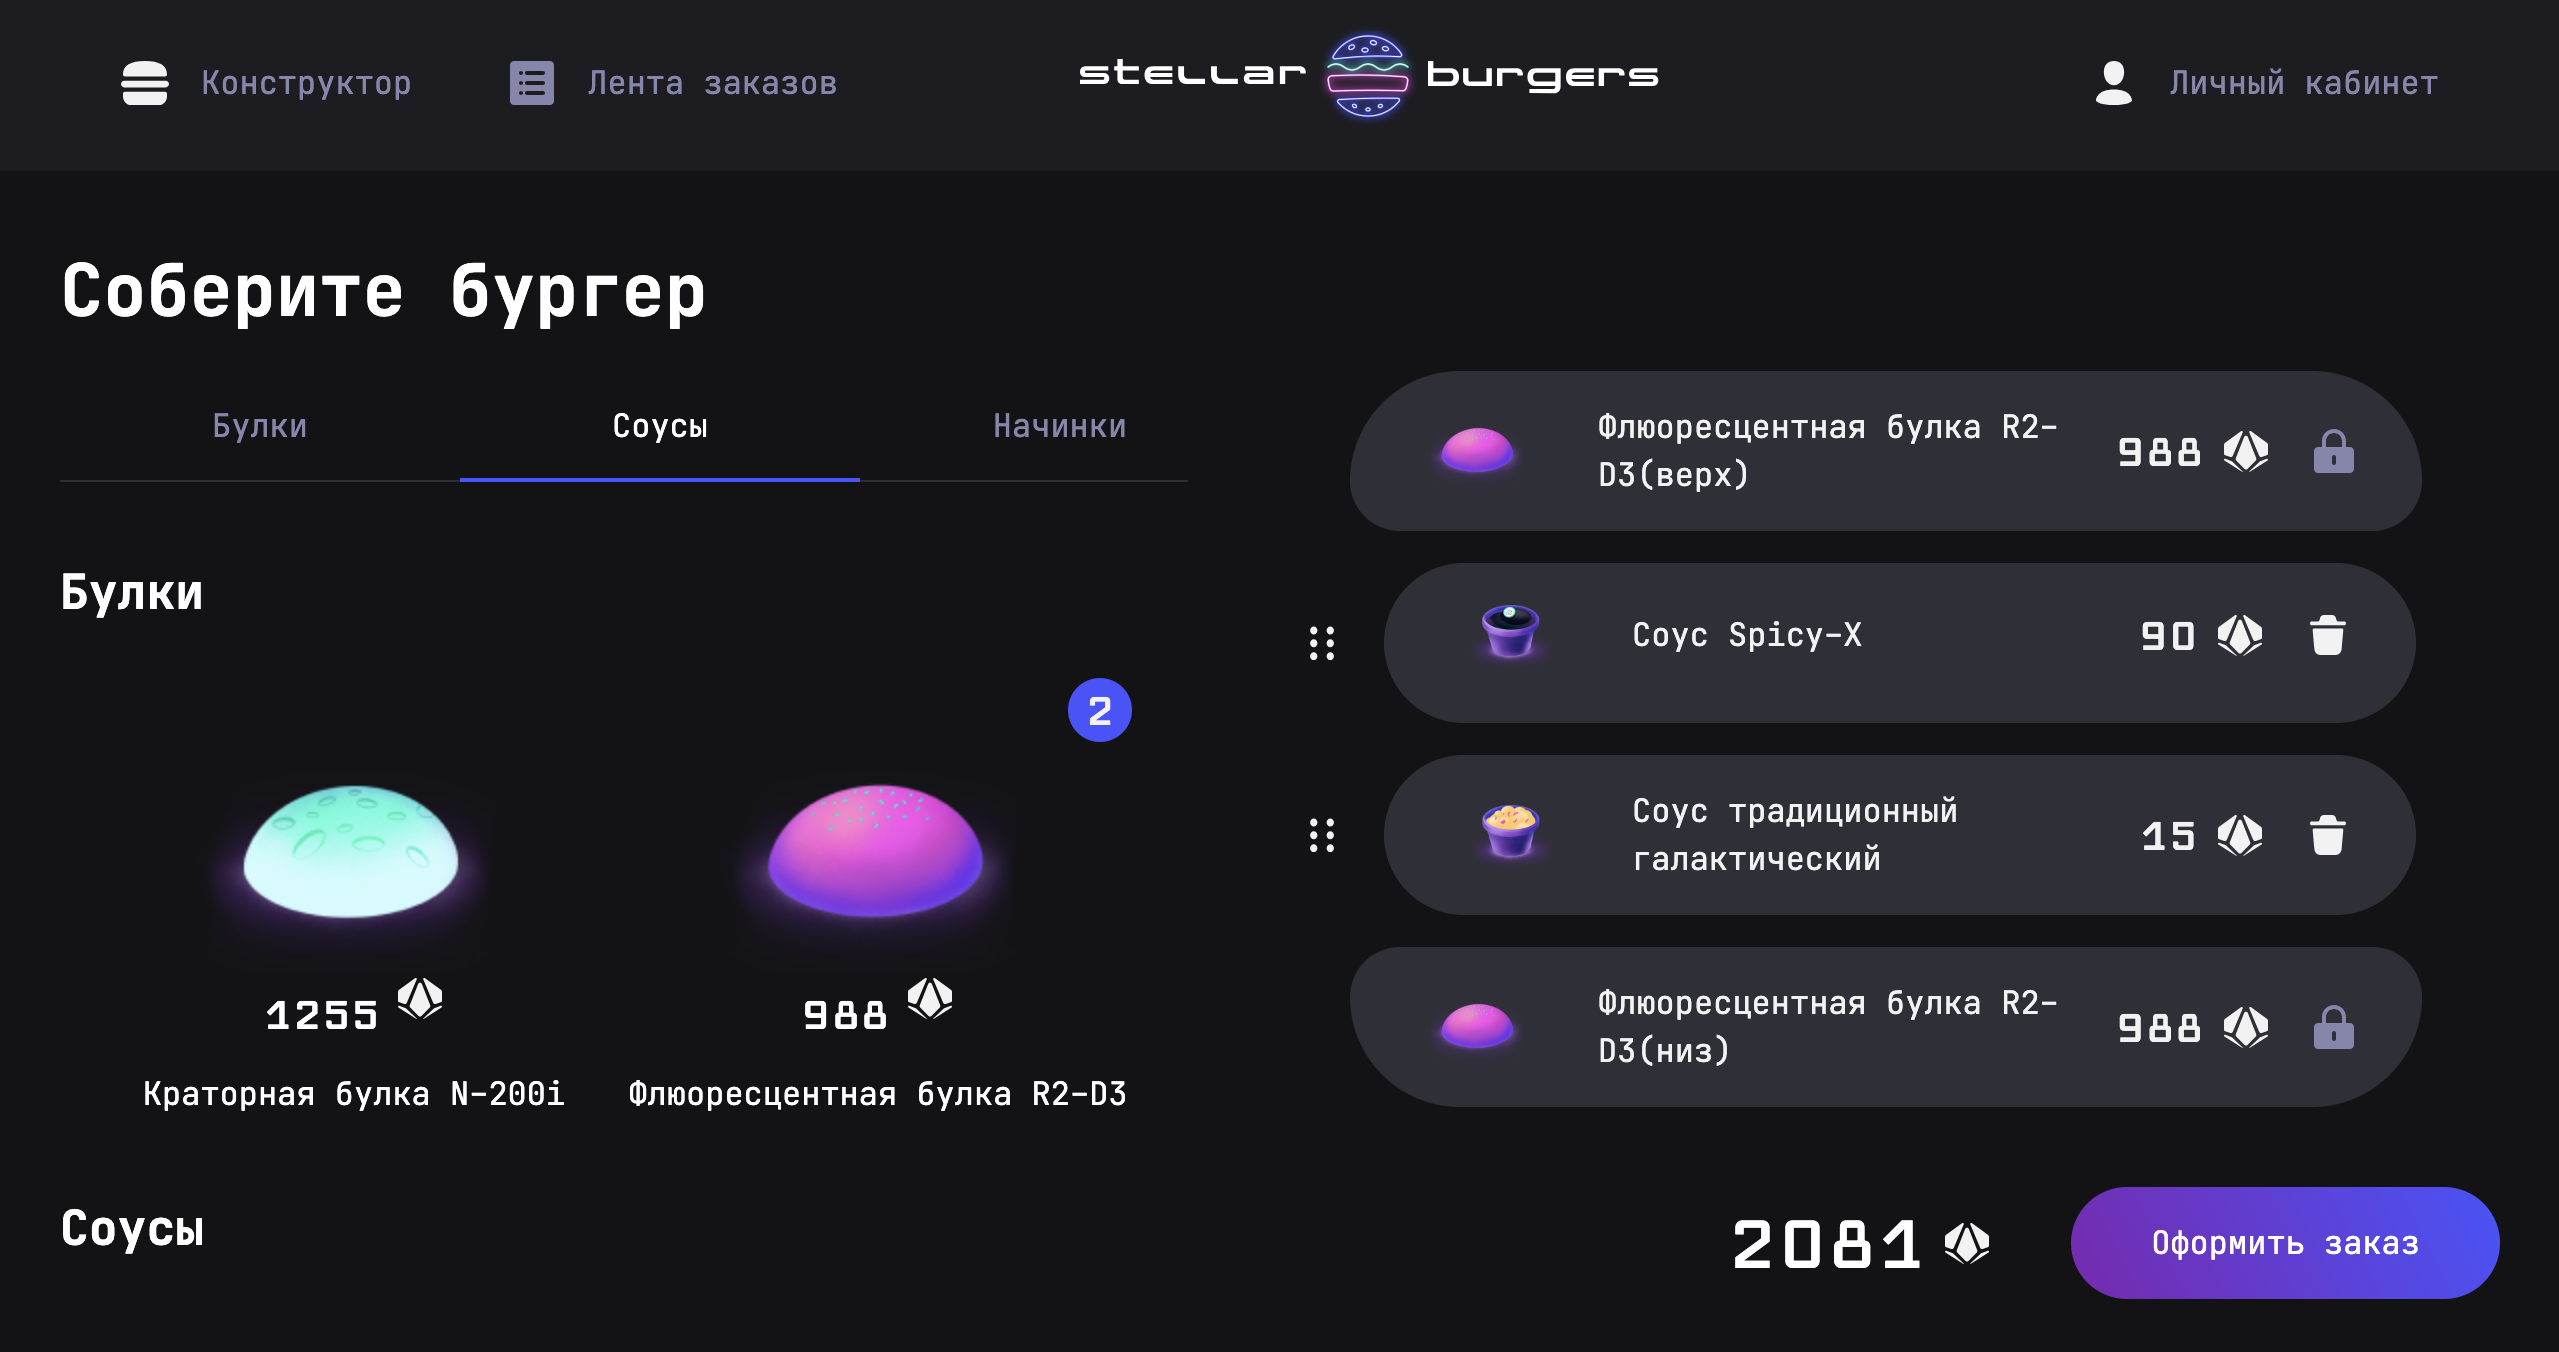 Конструктор
Лента заказов
stellar burgers
Личный кабинет
Соберите бургер
Булки
Соусы
Начинки
Булки
2
1255
988
Краторная булка N-200i
Флюоресцентная булка R2-D3
Соусы
Флюоресцентная булка R2-
D3(верх)
988
Соус Spicy-X
90
Соус традиционный
галактический
15
Флюоресцентная булка R2-
D3(низ)
988
2081
Оформить заказ